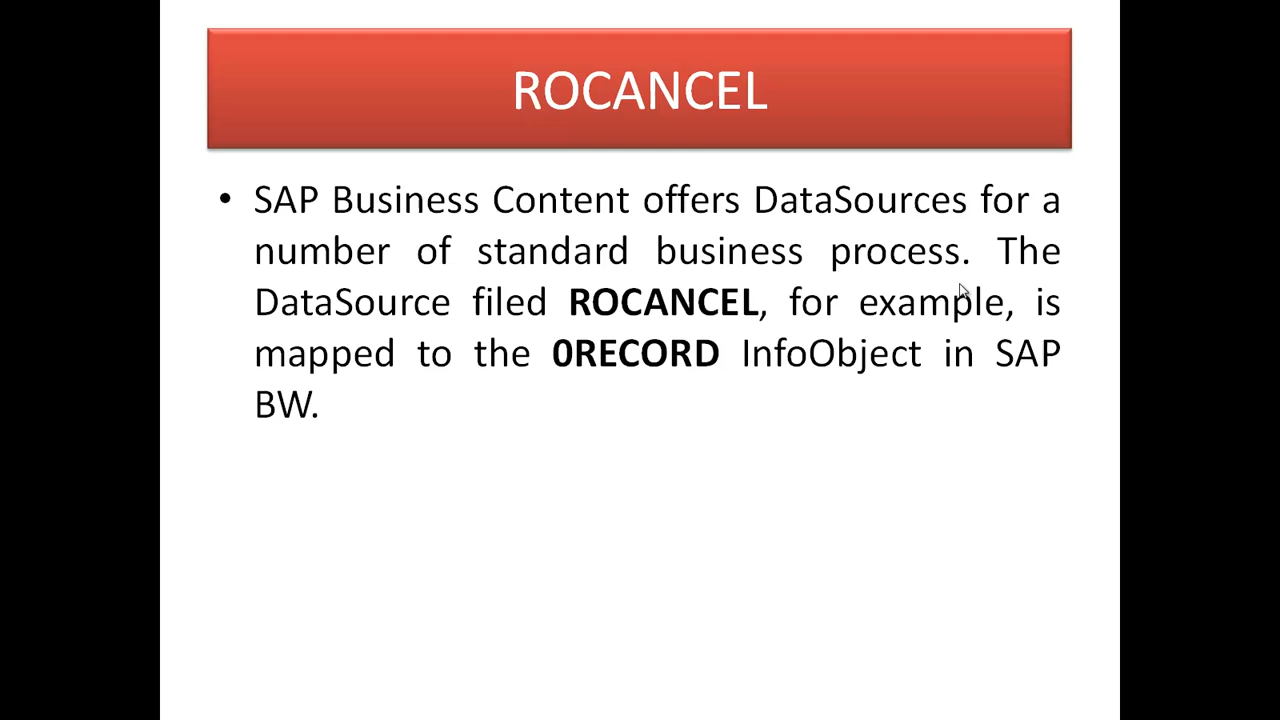 ROCANCEL
• SAP Business Content offers DataSources for a
number of standard business process. The
DataSource filed ROCANCEL, for example, is
mapped to the 0RECORD InfoObject in SAP
BW.